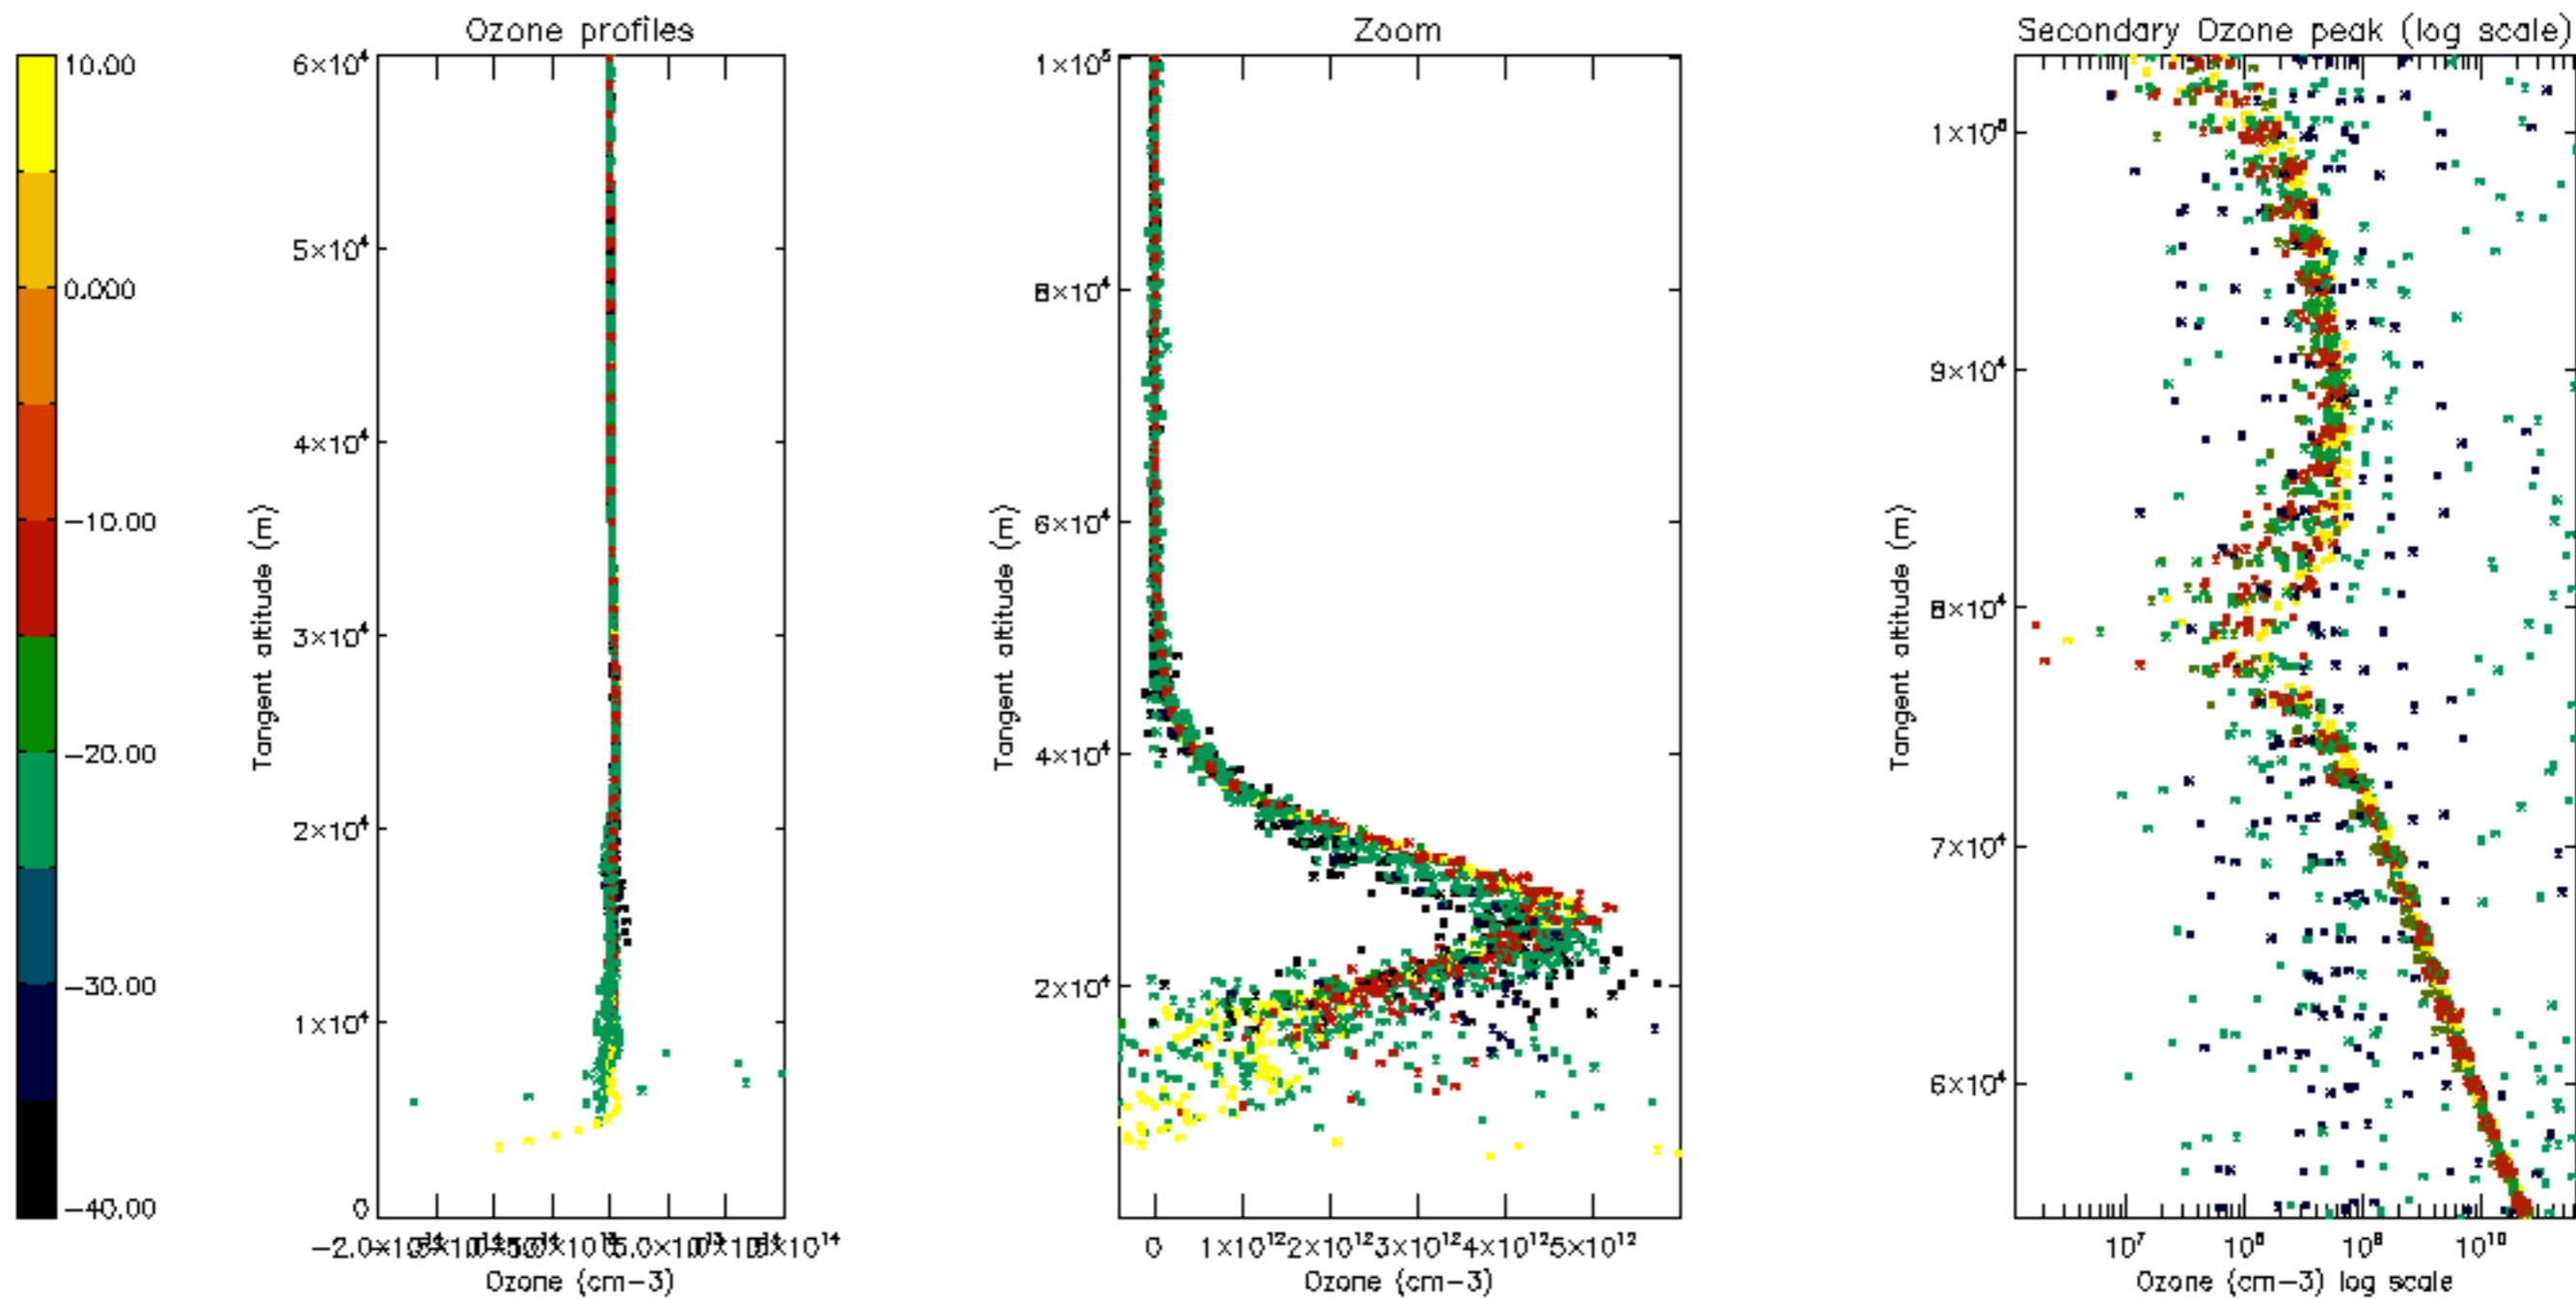 Ozone profiles
Zoom
Secondary Ozone peak (log scale)
10.00
0.000
−10.00
−20.00
−30.00
−40.00
6×10⁴
5×10⁴
4×10⁴
3×10⁴
2×10⁴
1×10⁴
0
Tangent altitude (m)
Ozone (cm−3)
1×10⁵
8×10⁴
6×10⁴
4×10⁴
2×10⁴
Tangent altitude (m)
0 1×10¹² 2×10¹² 3×10¹² 4×10¹² 5×10¹²
Ozone (cm−3)
9×10⁴
8×10⁴
7×10⁴
6×10⁴
Tangent altitude (m)
10⁷ 10⁸ 10⁹ 10¹⁰
Ozone (cm−3) log scale